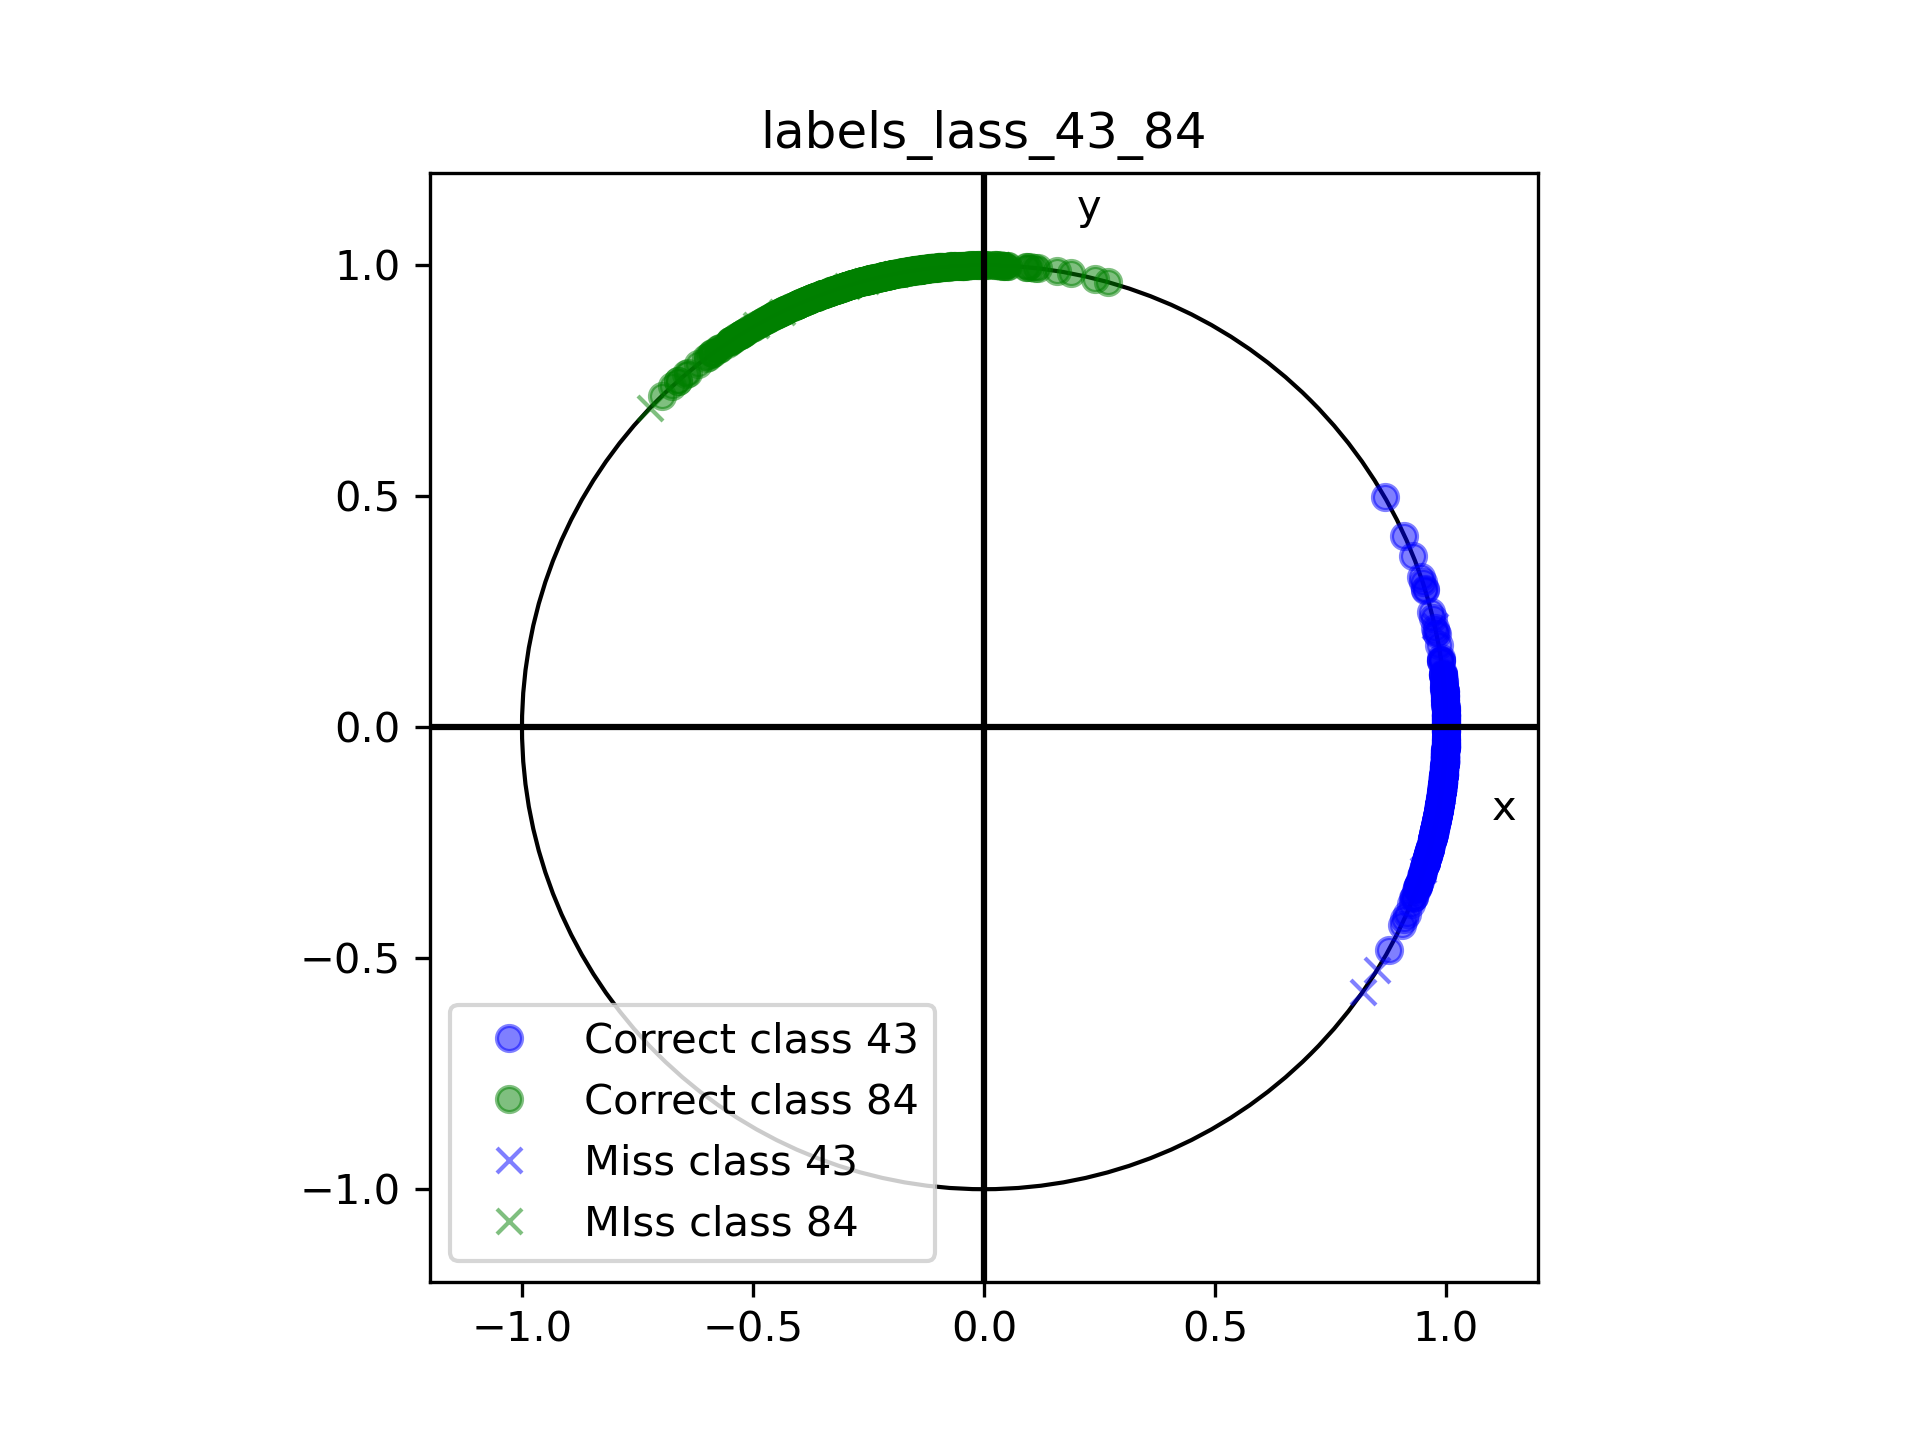 labels_lass_43_84
y
1.0
0.5
0.0
x
−0.5
−1.0
Correct class 43
Correct class 84
Miss class 43
MIss class 84
−1.0 −0.5 0.0 0.5 1.0